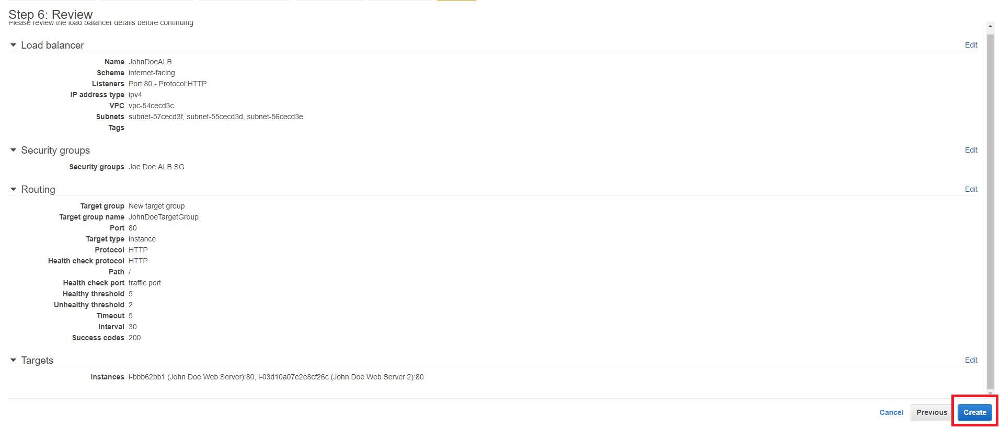 Step 6: Review
Please review the load balancer details before continuing
Load balancer Edit
Name JohnDoeALB
Scheme internet-facing
Listeners Port:80 - Protocol:HTTP
IP address type ipv4
VPC vpc-54cecd3c
Subnets subnet-57cecd3f, subnet-55cecd3d, subnet-56cecd3e
Tags
Security groups Edit
Security groups Joe Doe ALB SG
Routing Edit
Target group New target group
Target group name JohnDoeTargetGroup
Port 80
Target type instance
Protocol HTTP
Health check protocol HTTP
Path /
Health check port traffic port
Healthy threshold 5
Unhealthy threshold 2
Timeout 5
Interval 30
Success codes 200
Targets Edit
Instances i-bbb62bb1 (John Doe Web Server):80, i-03d10a07e2e8cf26c (John Doe Web Server 2):80
Cancel Previous Create